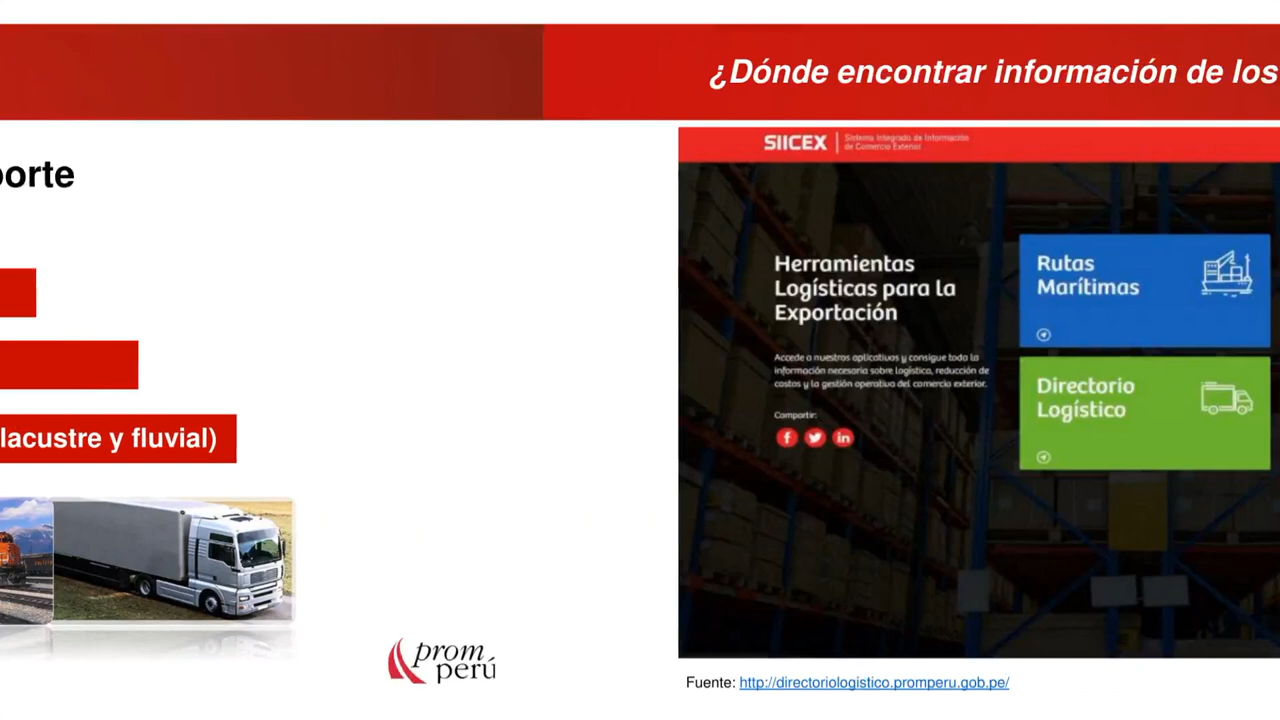 ¿Dónde encontrar información de los
porte
lacustre y fluvial)
prom
perú
SIICEX
Sistema Integrado de Información
de Comercio Exterior
Herramientas
Logísticas para la
Exportación
Accede a nuestros aplicativos y consigue toda la
información necesaria sobre logística, reducción de
costos y la gestión operativa del comercio exterior.
Compartir:
Rutas
Marítimas
Directorio
Logístico
Fuente: http://directoriologistico.promperu.gob.pe/